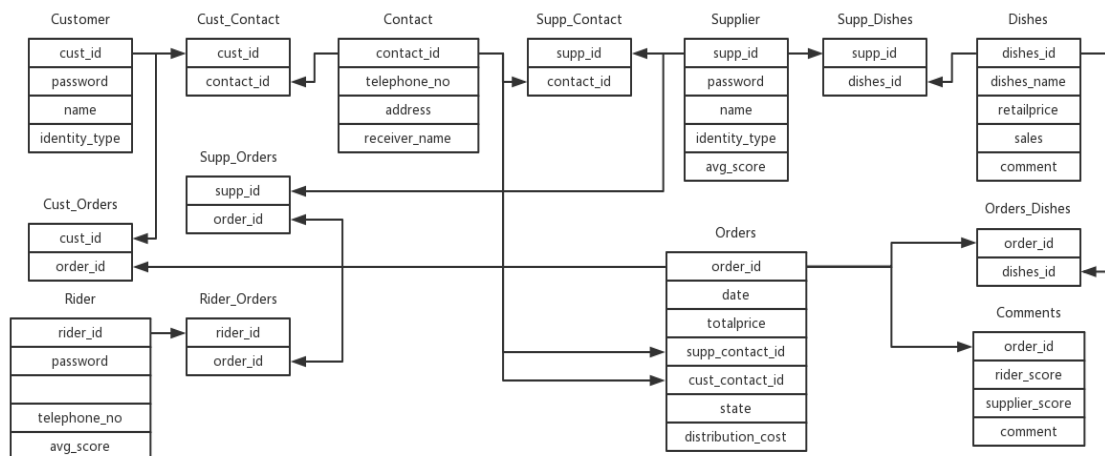 Customer
cust_id
password
name
identity_type
Cust_Contact
cust_id
contact_id
Contact
contact_id
telephone_no
address
receiver_name
Supp_Contact
supp_id
contact_id
Supplier
supp_id
password
name
identity_type
avg_score
Supp_Dishes
supp_id
dishes_id
Dishes
dishes_id
dishes_name
retailprice
sales
comment
Supp_Orders
supp_id
order_id
Cust_Orders
cust_id
order_id
Orders
order_id
date
totalprice
supp_contact_id
cust_contact_id
state
distribution_cost
Orders_Dishes
order_id
dishes_id
Rider
rider_id
password
telephone_no
avg_score
Rider_Orders
rider_id
order_id
Comments
order_id
rider_score
supplier_score
comment